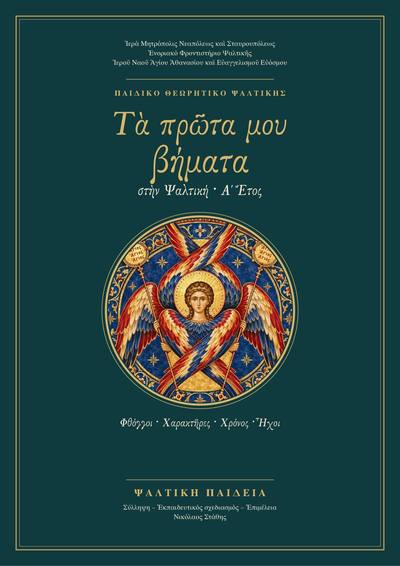 Ἱερὰ Μητρόπολις Νεαπόλεως καὶ Σταυρουπόλεως
Ἐνοριακὸ Φροντιστήριο Ψαλτικῆς
Ἱεροῦ Ναοῦ Ἁγίου Ἀθανασίου καὶ Εὐαγγελισμοῦ Εὐόσμου
ΠΑΙΔΙΚΟ ΘΕΩΡΗΤΙΚΟ ΨΑΛΤΙΚΗΣ
Τὰ πρῶτα μου
βήματα
στὴν Ψαλτική · Α΄ Ἔτος
Φθόγγοι · Χαρακτῆρες · Χρόνος · Ἦχοι
ΨΑΛΤΙΚΗ ΠΑΙΔΕΙΑ
Σύλληψη – Ἐκπαιδευτικὸς σχεδιασμός – Ἐπιμέλεια
Νικόλαος Στάθης